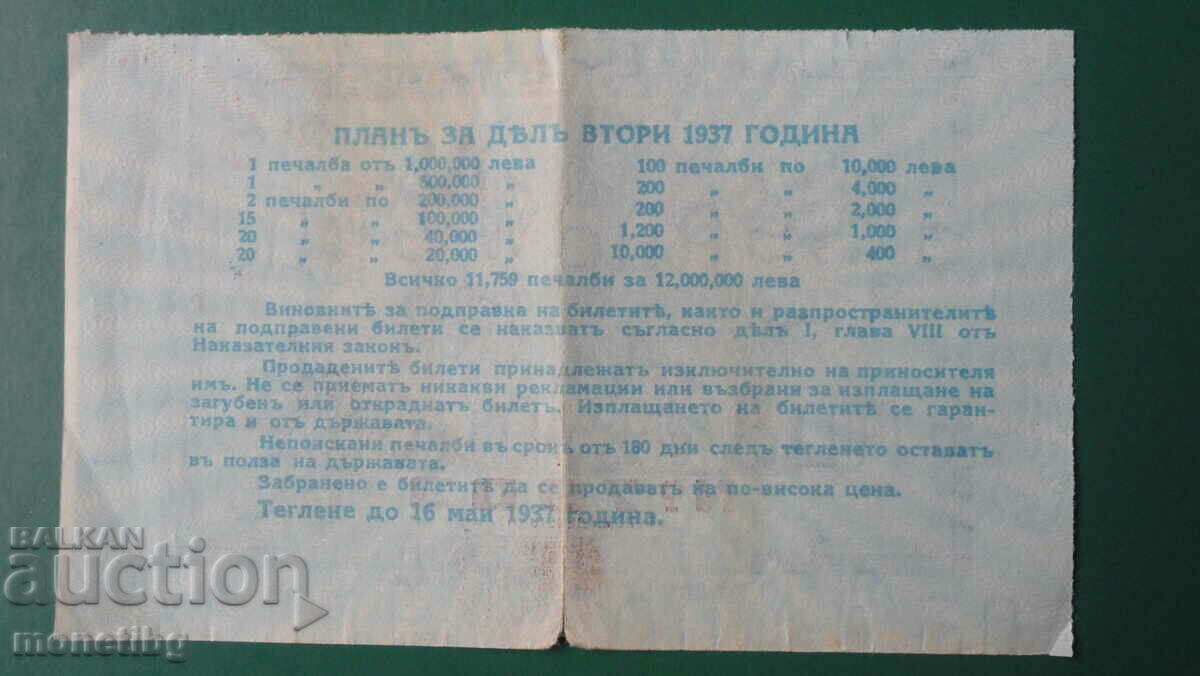 ПЛАНЪ ЗА ДѢЛЪ ВТОРИ 1937 ГОДИНА
1 печалба отъ 1,000,000 лева
1 „ „ 500,000 „
2 печалби по 200,000 „
15 „ „ 100,000 „
20 „ „ 40,000 „
20 „ „ 20,000 „
100 печалби по 10,000 лева
200 „ „ 4,000 „
200 „ „ 2,000 „
1,200 „ „ 1,000 „
10,000 „ „ 400 „
Всичко 11,759 печалби за 12,000,000 лева
Виновнитѣ за подправка на билетитѣ, както и разпространителитѣ
на подправени билети се наказватъ съгласно дѣлъ I, глава VIII отъ
Наказателния законъ.
Продаденитѣ билети принадлежатъ изключително на приносителя
имъ. Не се приематъ никакви рекламации или възбрани за изплащане на
загубенъ или откраднатъ билетъ. Изплащането на билетитѣ се гаран-
тира и отъ държавата.
Непоискани печалби въ срокъ отъ 180 дни следъ тегленето оставатъ
въ полза на държавата.
Забранено е билетитѣ да се продаватъ на по-висока цена.
Теглене до 16 май 1937 година.
BALKAN
auction
monetibg